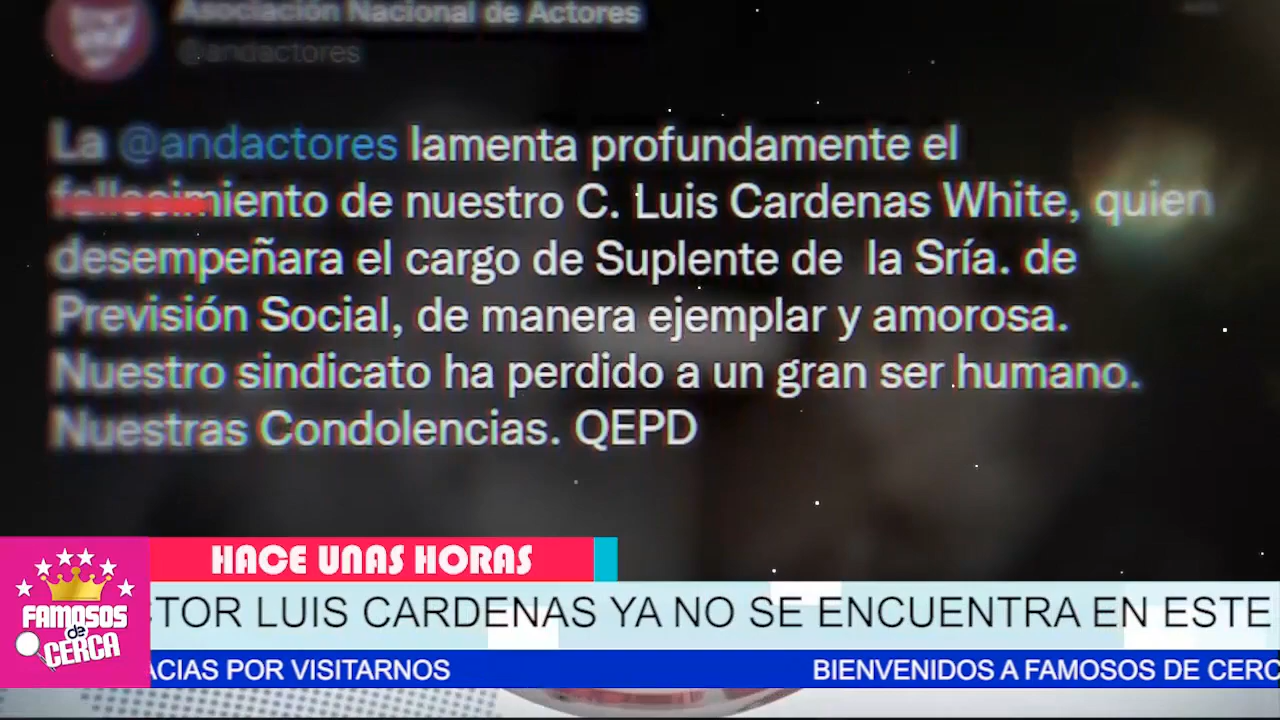 Asociación Nacional de Actores
@andactores
La @andactores lamenta profundamente el
fallecimiento de nuestro C. Luis Cardenas White, quien
desempeñara el cargo de Suplente de la Sría. de
Previsión Social, de manera ejemplar y amorosa.
Nuestro sindicato ha perdido a un gran ser humano.
Nuestras Condolencias. QEPD
HACE UNAS HORAS
CTOR LUIS CARDENAS YA NO SE ENCUENTRA EN ESTE
FAMOSOS
de
CERCA
ACIAS POR VISITARNOS BIENVENIDOS A FAMOSOS DE CERC